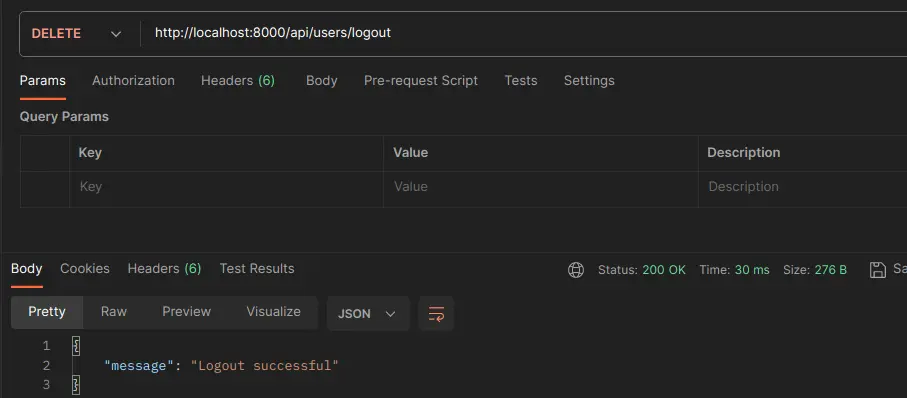 DELETE http://localhost:8000/api/users/logout
Params Authorization Headers (6) Body Pre-request Script Tests Settings
Query Params
Key Value Description
Key Value Description
Body Cookies Headers (6) Test Results Status: 200 OK Time: 30 ms Size: 276 B Sa
Pretty Raw Preview Visualize JSON
1 {
2 "message": "Logout successful"
3 }